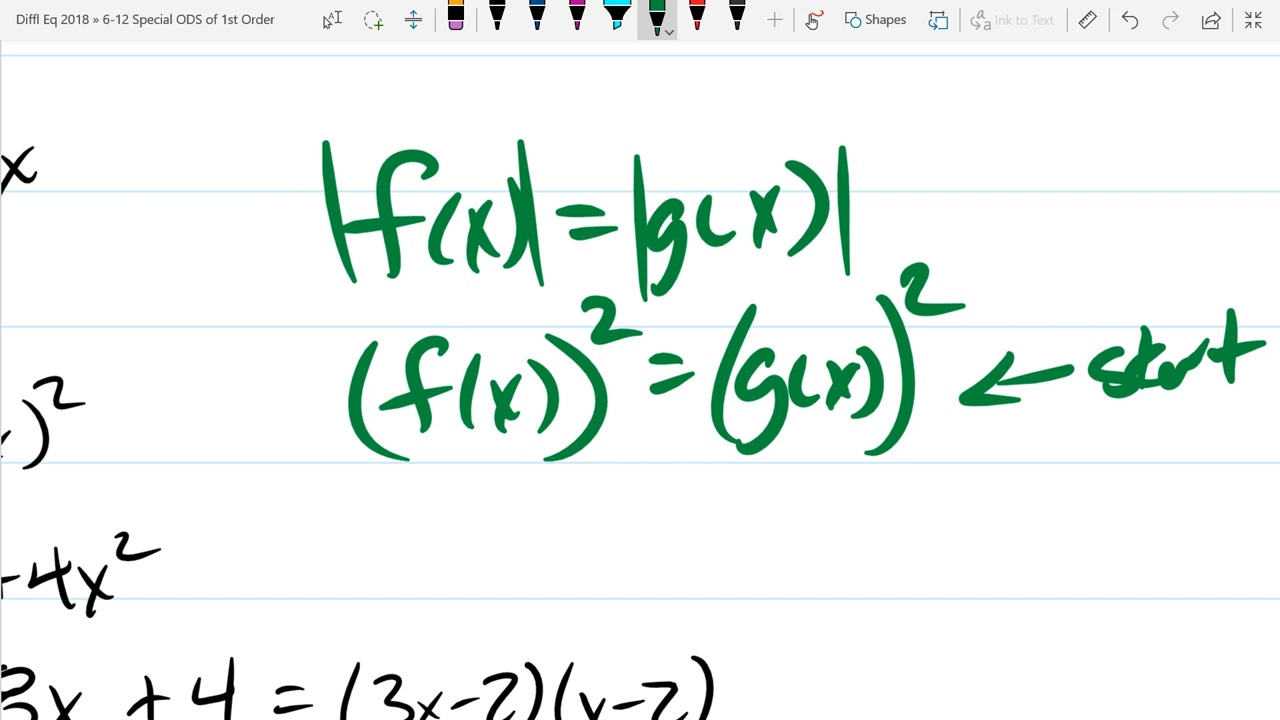 Diffl Eq 2018 » 6-12 Special ODS of 1st Order
Shapes
Ink to Text
x
|f(x)| = |g(x)|
(f(x))² = (g(x))² ← start
)²
4x²
3x + 4 = (3x-2)(x-2)